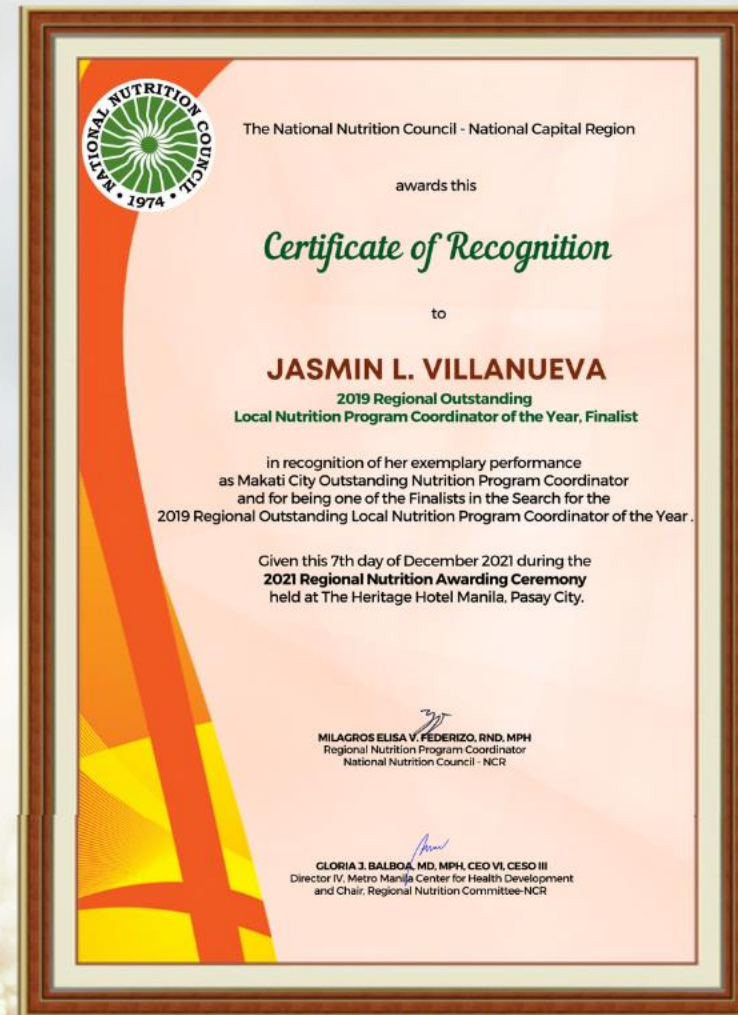 NATIONAL NUTRITION COUNCIL
• 1974 •
The National Nutrition Council - National Capital Region
awards this
Certificate of Recognition
to
JASMIN L. VILLANUEVA
2019 Regional Outstanding
Local Nutrition Program Coordinator of the Year, Finalist
in recognition of her exemplary performance
as Makati City Outstanding Nutrition Program Coordinator
and for being one of the Finalists in the Search for the
2019 Regional Outstanding Local Nutrition Program Coordinator of the Year .
Given this 7th day of December 2021 during the
2021 Regional Nutrition Awarding Ceremony
held at The Heritage Hotel Manila, Pasay City.
MILAGROS ELISA V. FEDERIZO, RND, MPH
Regional Nutrition Program Coordinator
National Nutrition Council - NCR
GLORIA J. BALBOA, MD, MPH, CEO VI, CESO III
Director IV, Metro Manila Center for Health Development
and Chair, Regional Nutrition Committee-NCR